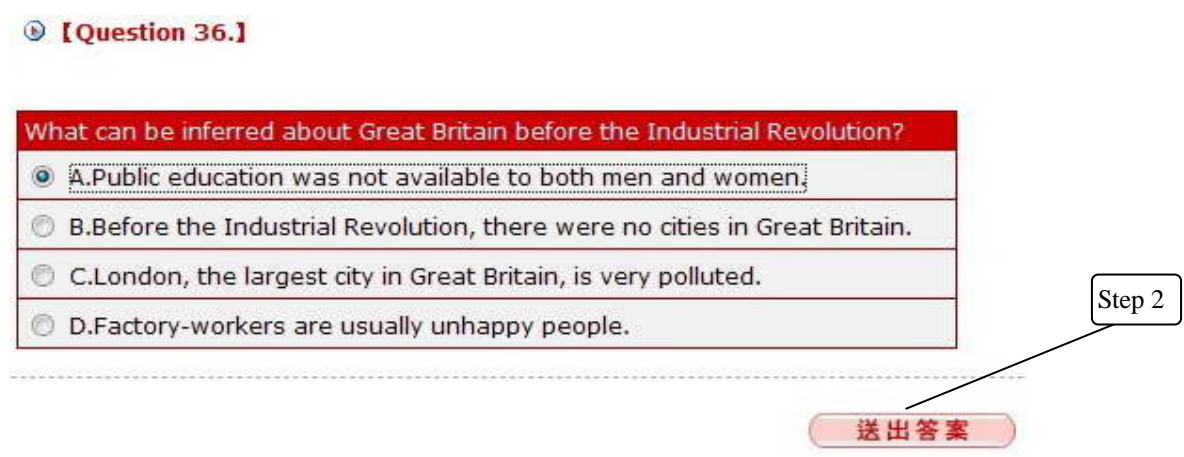 【Question 36.】
What can be inferred about Great Britain before the Industrial Revolution?
A.Public education was not available to both men and women.
B.Before the Industrial Revolution, there were no cities in Great Britain.
C.London, the largest city in Great Britain, is very polluted.
D.Factory-workers are usually unhappy people.
Step 2
送出答案